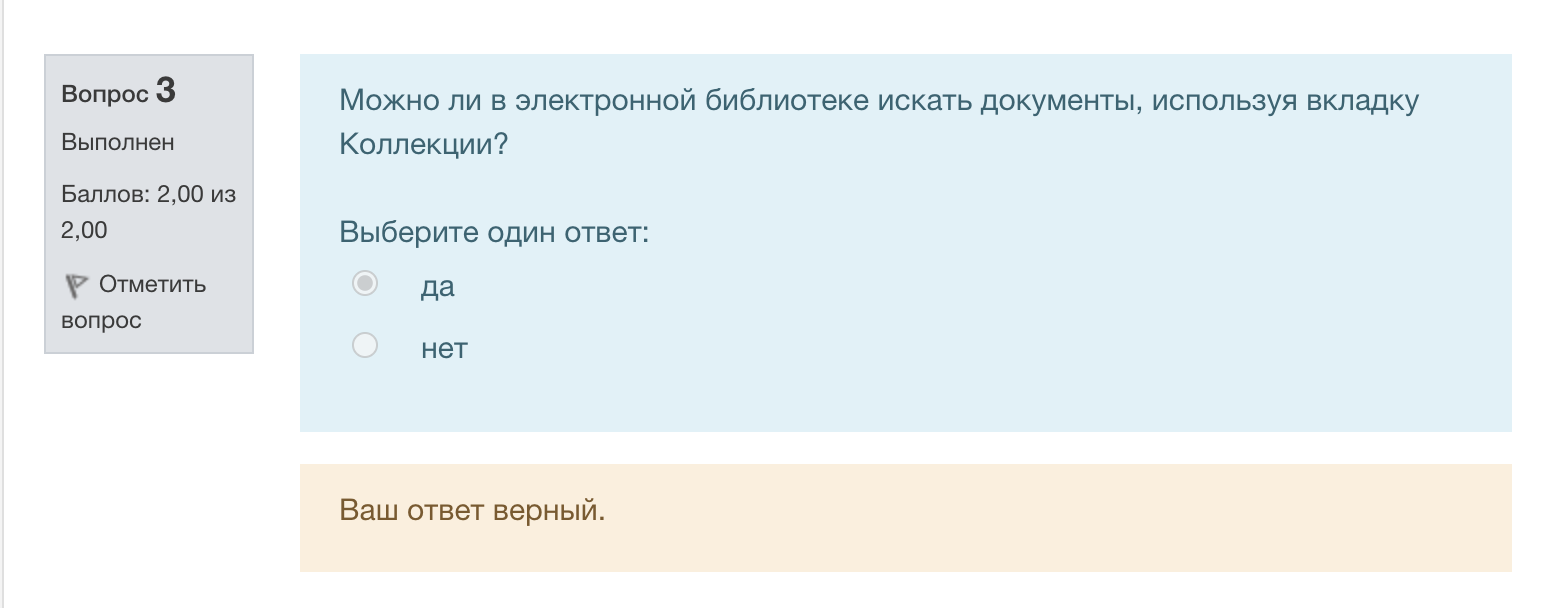 Вопрос 3
Выполнен
Баллов: 2,00 из
2,00
Отметить
вопрос
Можно ли в электронной библиотеке искать документы, используя вкладку
Коллекции?
Выберите один ответ:
да
нет
Ваш ответ верный.